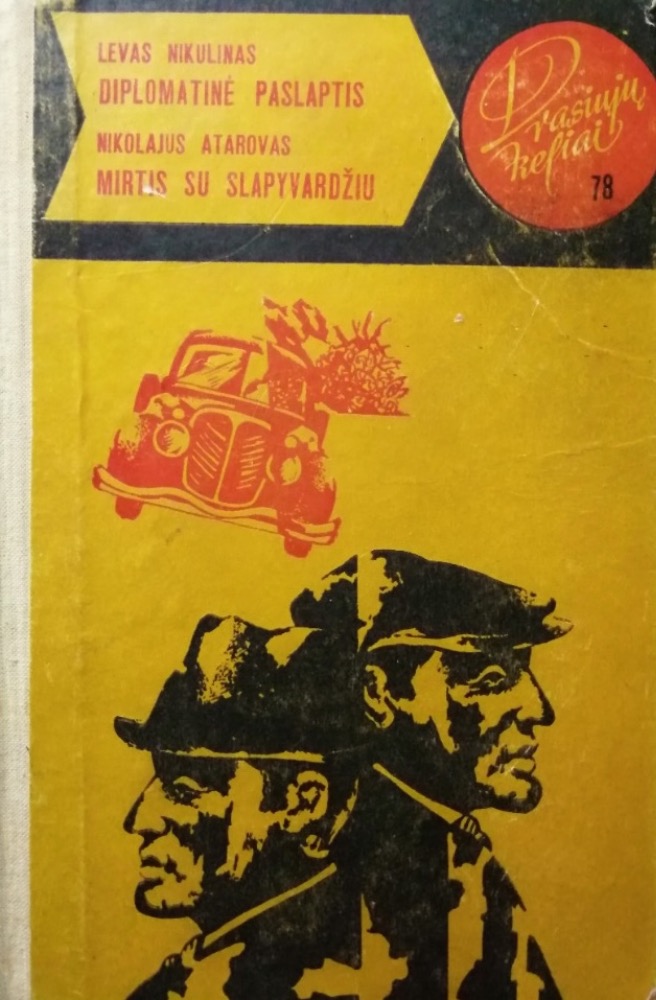 LEVAS NIKULINAS
DIPLOMATINĖ PASLAPTIS
NIKOLAJUS ATAROVAS
MIRTIS SU SLAPYVARDŽIU
Drąsiųjų
keliai
78